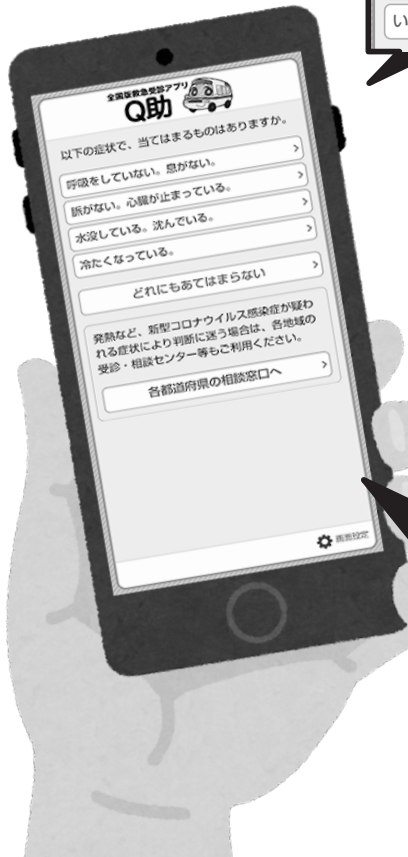 い
全国版救急受診アプリ
Q助
以下の症状で、当てはまるものはありますか。
呼吸をしていない。息がない。
脈がない。心臓が止まっている。
水没している。沈んでいる。
冷たくなっている。
どれにもあてはまらない
発熱など、新型コロナウイルス感染症が疑わ
れる症状により判断に迷う場合は、各地域の
受診・相談センター等もご利用ください。
各都道府県の相談窓口へ
画面設定